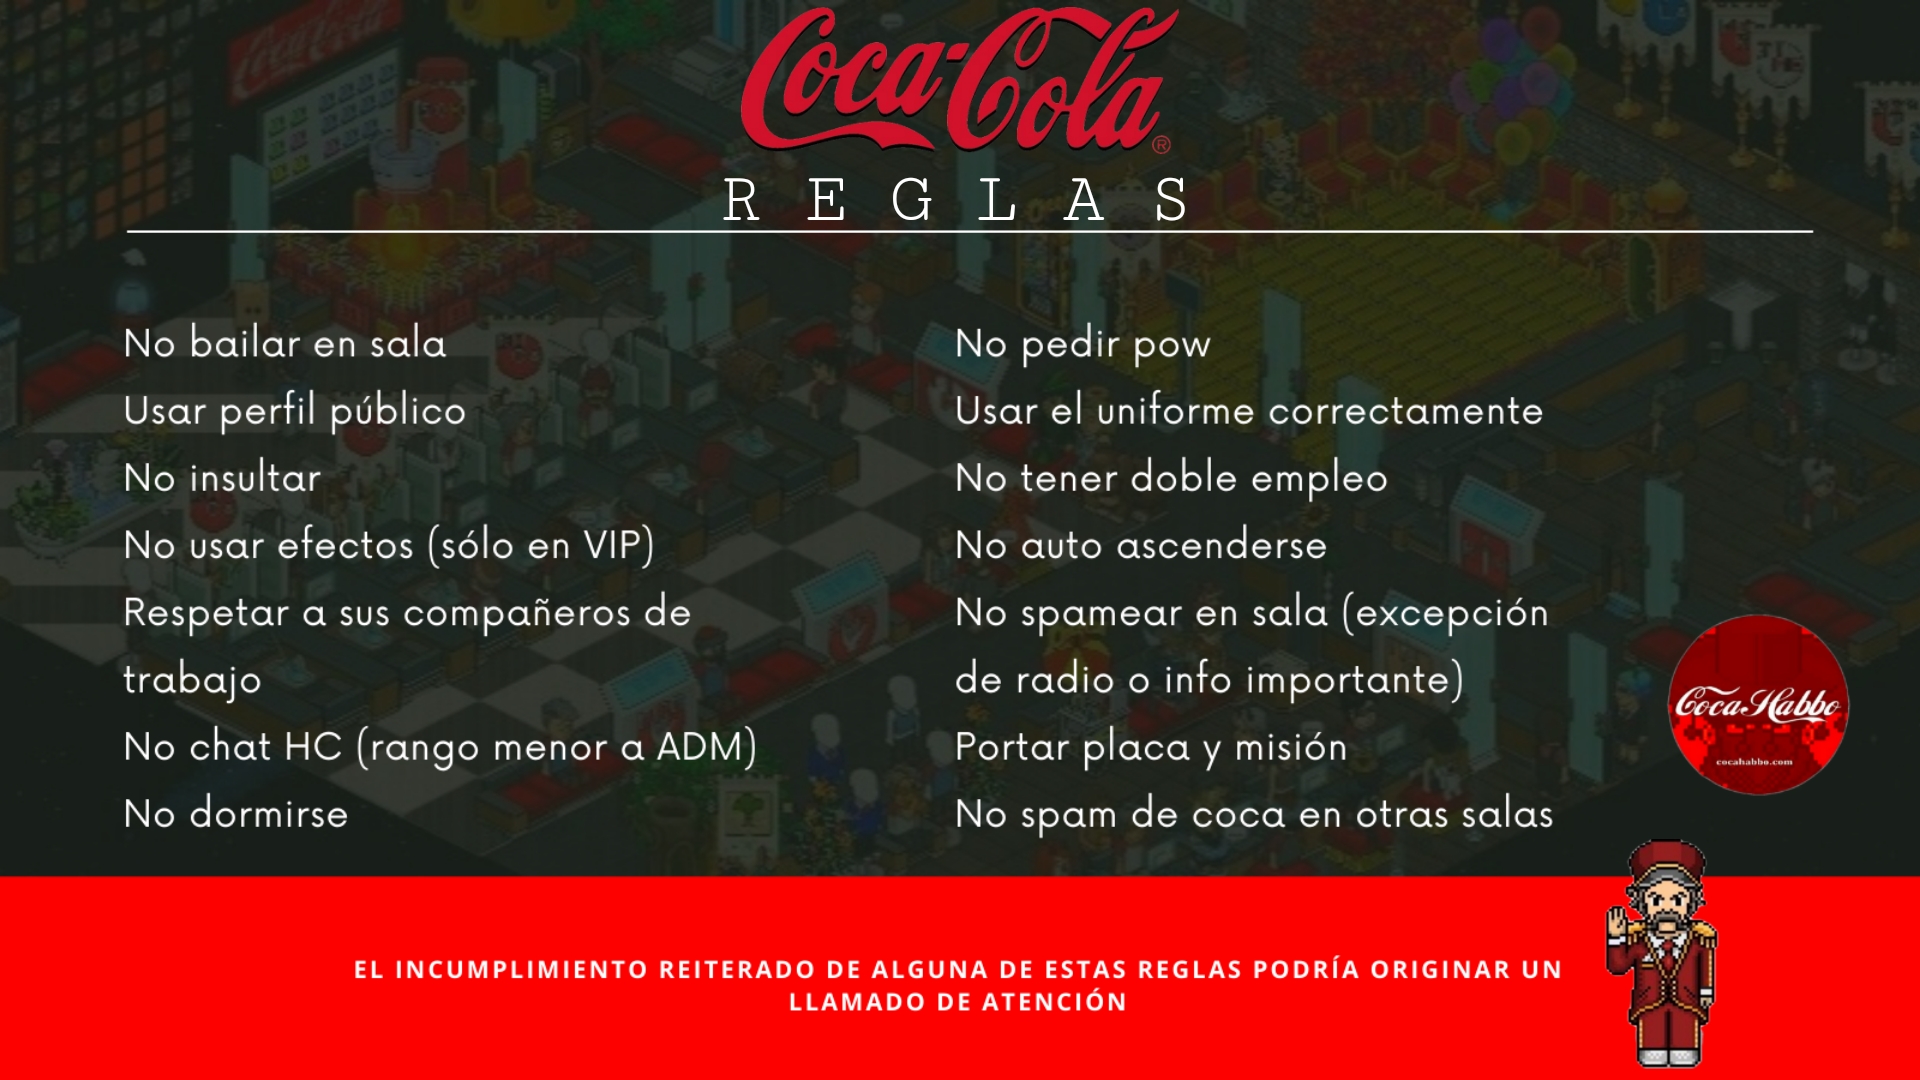 Coca-Cola®
REGLAS
No bailar en sala
Usar perfil público
No insultar
No usar efectos (sólo en VIP)
Respetar a sus compañeros de
trabajo
No chat HC (rango menor a ADM)
No dormirse
No pedir pow
Usar el uniforme correctamente
No tener doble empleo
No auto ascenderse
No spamear en sala (excepción
de radio o info importante)
Portar placa y misión
No spam de coca en otras salas
Coca Habbo
cocahabbo.com
EL INCUMPLIMIENTO REITERADO DE ALGUNA DE ESTAS REGLAS PODRÍA ORIGINAR UN
LLAMADO DE ATENCIÓN